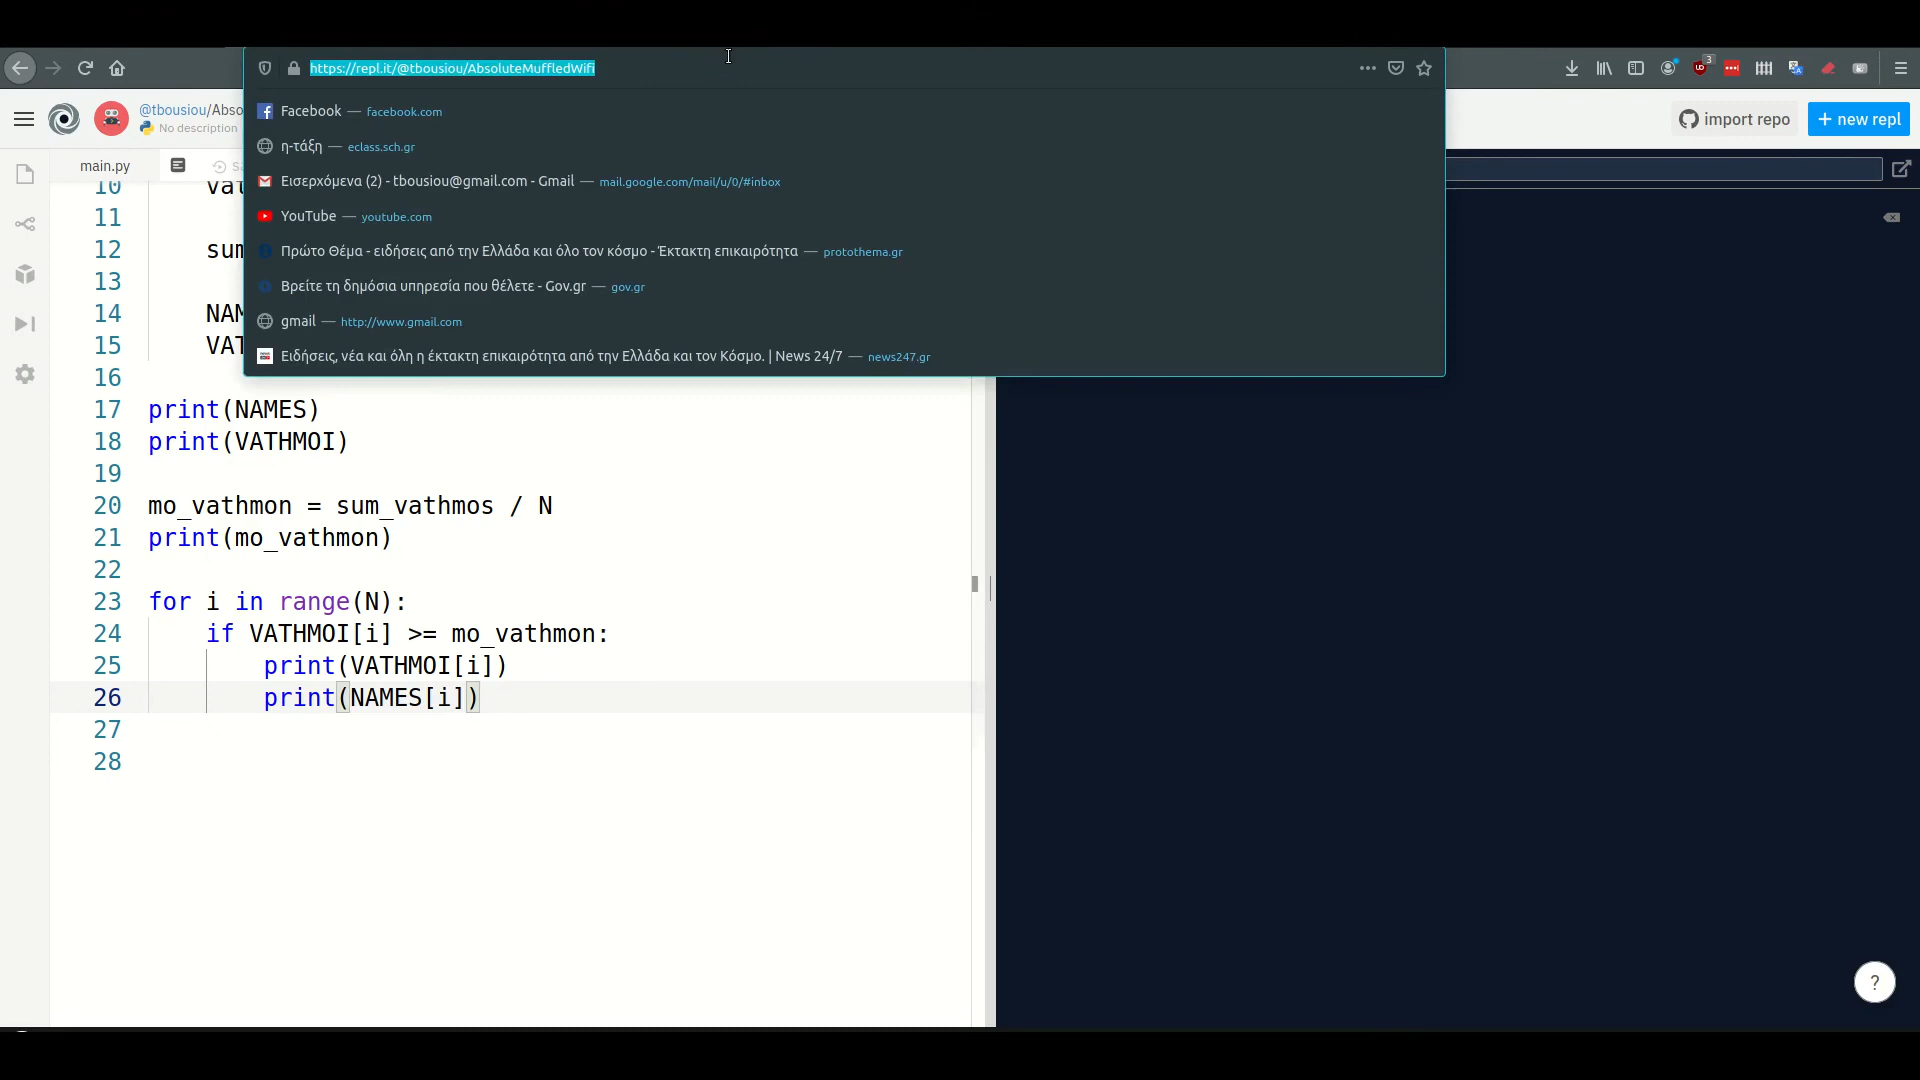 https://repl.it/@tbousiou/AbsoluteMuffledWifi
3
Facebook — facebook.com
η-τάξη — eclass.sch.gr
Εισερχόμενα (2) - tbousiou@gmail.com - Gmail — mail.google.com/mail/u/0/#inbox
YouTube — youtube.com
Πρώτο Θέμα - ειδήσεις από την Ελλάδα και όλο τον κόσμο - Έκτακτη επικαιρότητα — protothema.gr
Βρείτε τη δημόσια υπηρεσία που θέλετε - Gov.gr — gov.gr
gmail — http://www.gmail.com
Ειδήσεις, νέα και όλη η έκτακτη επικαιρότητα από την Ελλάδα και τον Κόσμο. | News 24/7 — news247.gr
@tbousiou/Abso
No description
import repo
+ new repl
main.py
10
11
12 sum
13
14 NAM
15 VAT
16
17 print(NAMES)
18 print(VATHMOI)
19
20 mo_vathmon = sum_vathmos / N
21 print(mo_vathmon)
22
23 for i in range(N):
24 if VATHMOI[i] >= mo_vathmon:
25 print(VATHMOI[i])
26 print(NAMES[i])
27
28
?